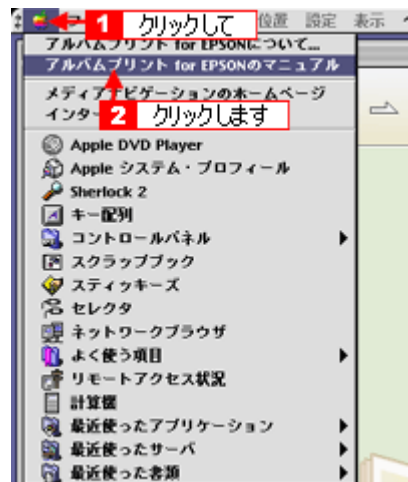 1 クリックして 位置 設定 表示
アルバムプリント for EPSONについて...
アルバムプリント for EPSONのマニュアル
メディアナビゲーションのホームページ
インター
2 クリックします
Apple DVD Player
Apple システム・プロフィール
Sherlock 2
キー配列
コントロールパネル
スクラップブック
スティッキーズ
セレクタ
ネットワークブラウザ
よく使う項目
リモートアクセス状況
計算機
最近使ったアプリケーション
最近使ったサーバ
最近使った書類